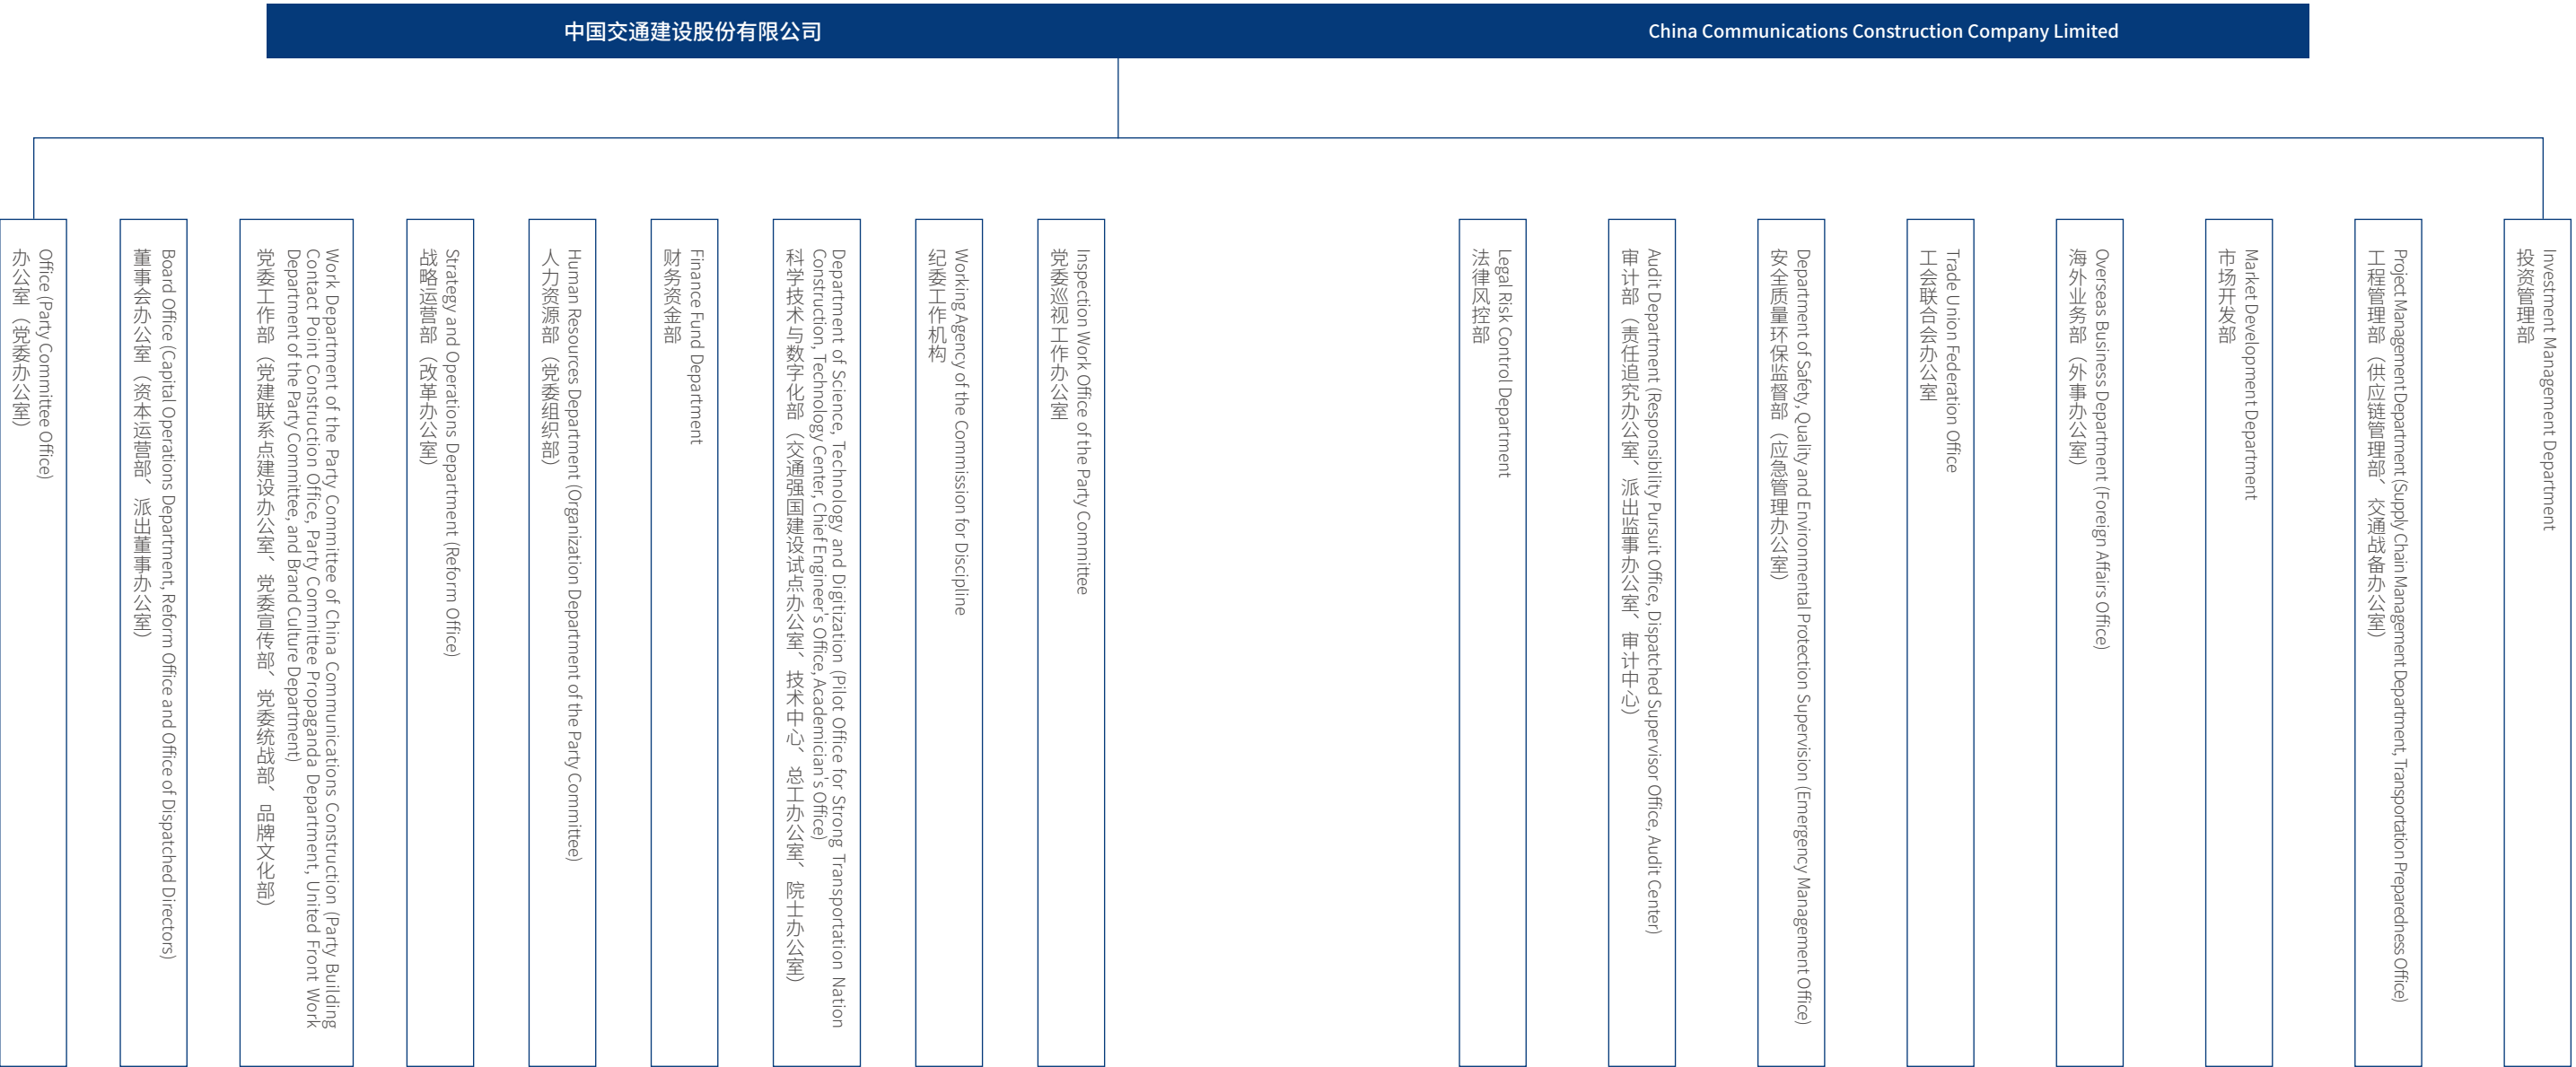 中国交通建设股份有限公司
China Communications Construction Company Limited
Office (Party Committee Office)
办公室（党委办公室）
Board Office (Capital Operations Department, Reform Office and Office of Dispatched Directors)
董事会办公室（资本运营部、派出董事办公室）
Work Department of the Party Committee of China Communications Construction (Party Building
Contact Point Construction Office, Party Committee Propaganda Department, United Front Work
Department of the Party Committee, and Brand Culture Department)
党委工作部（党建联系点建设办公室、党委宣传部、党委统战部、品牌文化部）
Strategy and Operations Department (Reform Office)
战略运营部（改革办公室）
Human Resources Department (Organization Department of the Party Committee)
人力资源部（党委组织部）
Finance Fund Department
财务资金部
Department of Science, Technology and Digitization (Pilot Office for Strong Transportation Nation
Construction, Technology Center, Chief Engineer's Office, Academician's Office)
科学技术与数字化部（交通强国建设试点办公室、技术中心、总工办公室、院士办公室）
Working Agency of the Commission for Discipline
纪委工作机构
Inspection Work Office of the Party Committee
党委巡视工作办公室
Legal Risk Control Department
法律风控部
Audit Department (Responsibility Pursuit Office, Dispatched Supervisor Office, Audit Center)
审计部（责任追究办公室、派出监事办公室、审计中心）
Department of Safety, Quality and Environmental Protection Supervision (Emergency Management Office)
安全质量环保监督部（应急管理办公室）
Trade Union Federation Office
工会联合会办公室
Overseas Business Department (Foreign Affairs Office)
海外业务部（外事办公室）
Market Development Department
市场开发部
Project Management Department (Supply Chain Management Department, Transportation Preparedness Office)
工程管理部（供应链管理部、交通战备办公室）
Investment Management Department
投资管理部